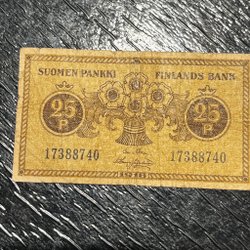 SUOMEN PANKKI FINLANDS BANK
25 25
P P
17388740 17388740